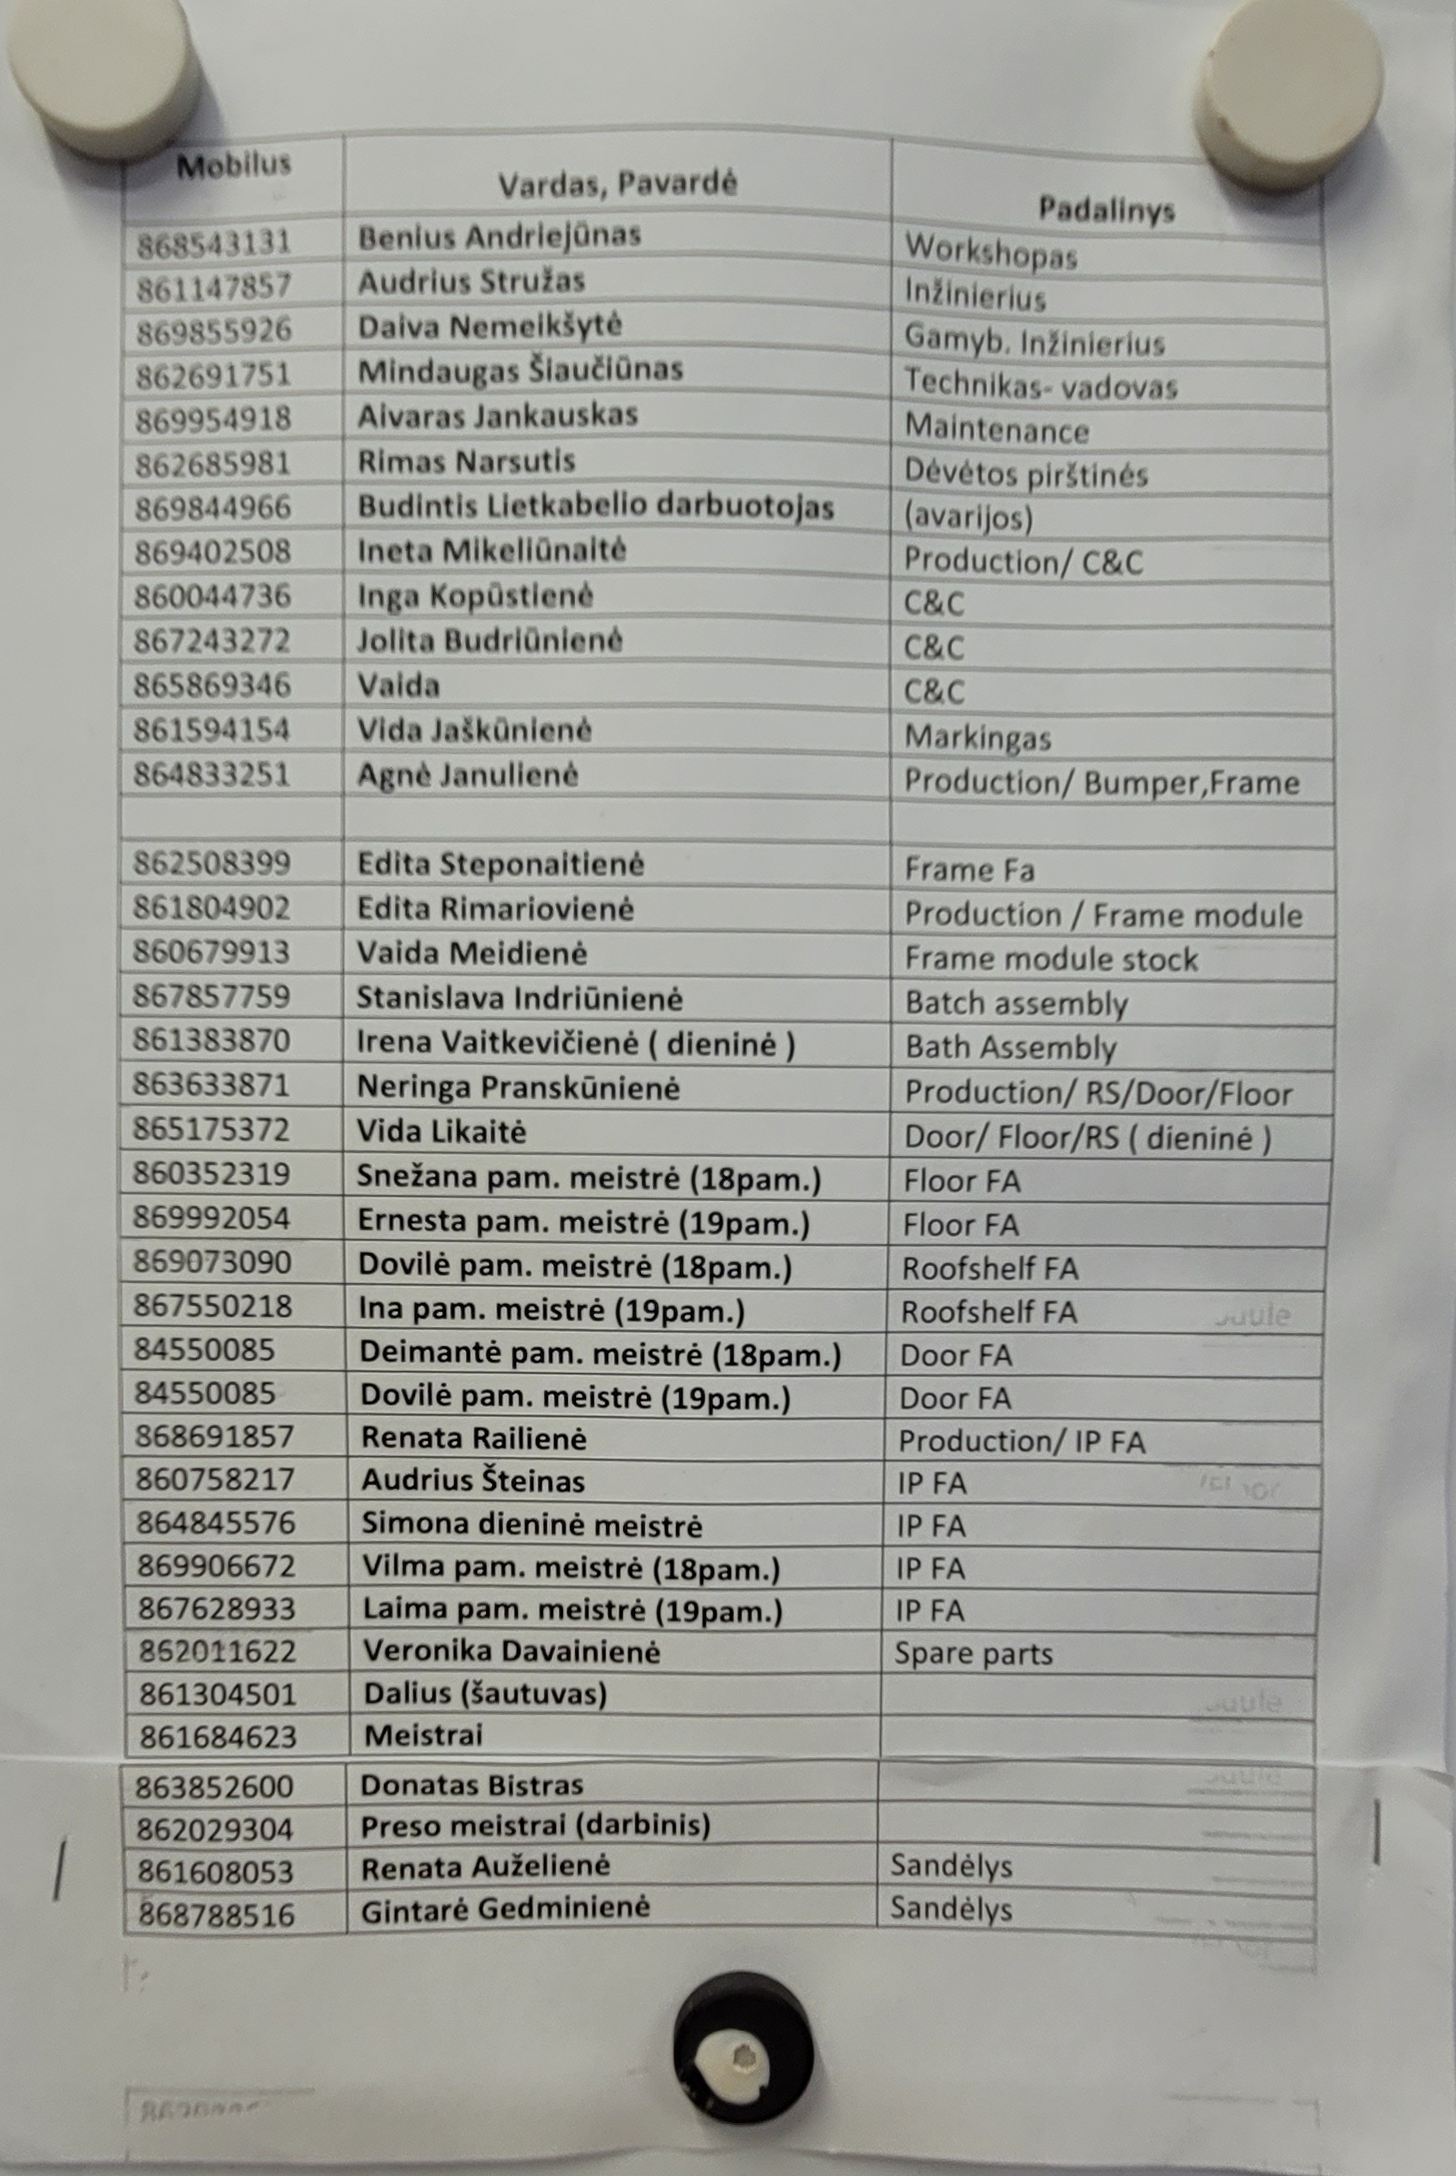 Mobilus Vardas, Pavardė Padalinys
868543131 Benius Andriejūnas Workshopas
861147857 Audrius Stružas Inžinierius
869855926 Daiva Nemeikšytė Gamyb. Inžinierius
862691751 Mindaugas Šiaučiūnas Technikas- vadovas
869954918 Aivaras Jankauskas Maintenance
862685981 Rimas Narsutis Dėvėtos pirštinės
869844966 Budintis Lietkabelio darbuotojas (avarijos)
869402508 Ineta Mikeliūnaitė Production/ C&C
860044736 Inga Kopūstienė C&C
867243272 Jolita Budriūnienė C&C
865869346 Vaida C&C
861594154 Vida Jaškūnienė Markingas
864833251 Agnė Janulienė Production/ Bumper,Frame
862508399 Edita Steponaitienė Frame Fa
861804902 Edita Rimariovienė Production / Frame module
860679913 Vaida Meidienė Frame module stock
867857759 Stanislava Indriūnienė Batch assembly
861383870 Irena Vaitkevičienė ( dieninė ) Bath Assembly
863633871 Neringa Pranskūnienė Production/ RS/Door/Floor
865175372 Vida Likaitė Door/ Floor/RS ( dieninė )
860352319 Snežana pam. meistrė (18pam.) Floor FA
869992054 Ernesta pam. meistrė (19pam.) Floor FA
869073090 Dovilė pam. meistrė (18pam.) Roofshelf FA
867550218 Ina pam. meistrė (19pam.) Roofshelf FA
84550085 Deimantė pam. meistrė (18pam.) Door FA
84550085 Dovilė pam. meistrė (19pam.) Door FA
868691857 Renata Railienė Production/ IP FA
860758217 Audrius Šteinas IP FA
864845576 Simona dieninė meistrė IP FA
869906672 Vilma pam. meistrė (18pam.) IP FA
867628933 Laima pam. meistrė (19pam.) IP FA
862011622 Veronika Davainienė Spare parts
861304501 Dalius (šautuvas)
861684623 Meistrai
863852600 Donatas Bistras
862029304 Preso meistrai (darbinis)
861608053 Renata Auželienė Sandėlys
868788516 Gintarė Gedminienė Sandėlys